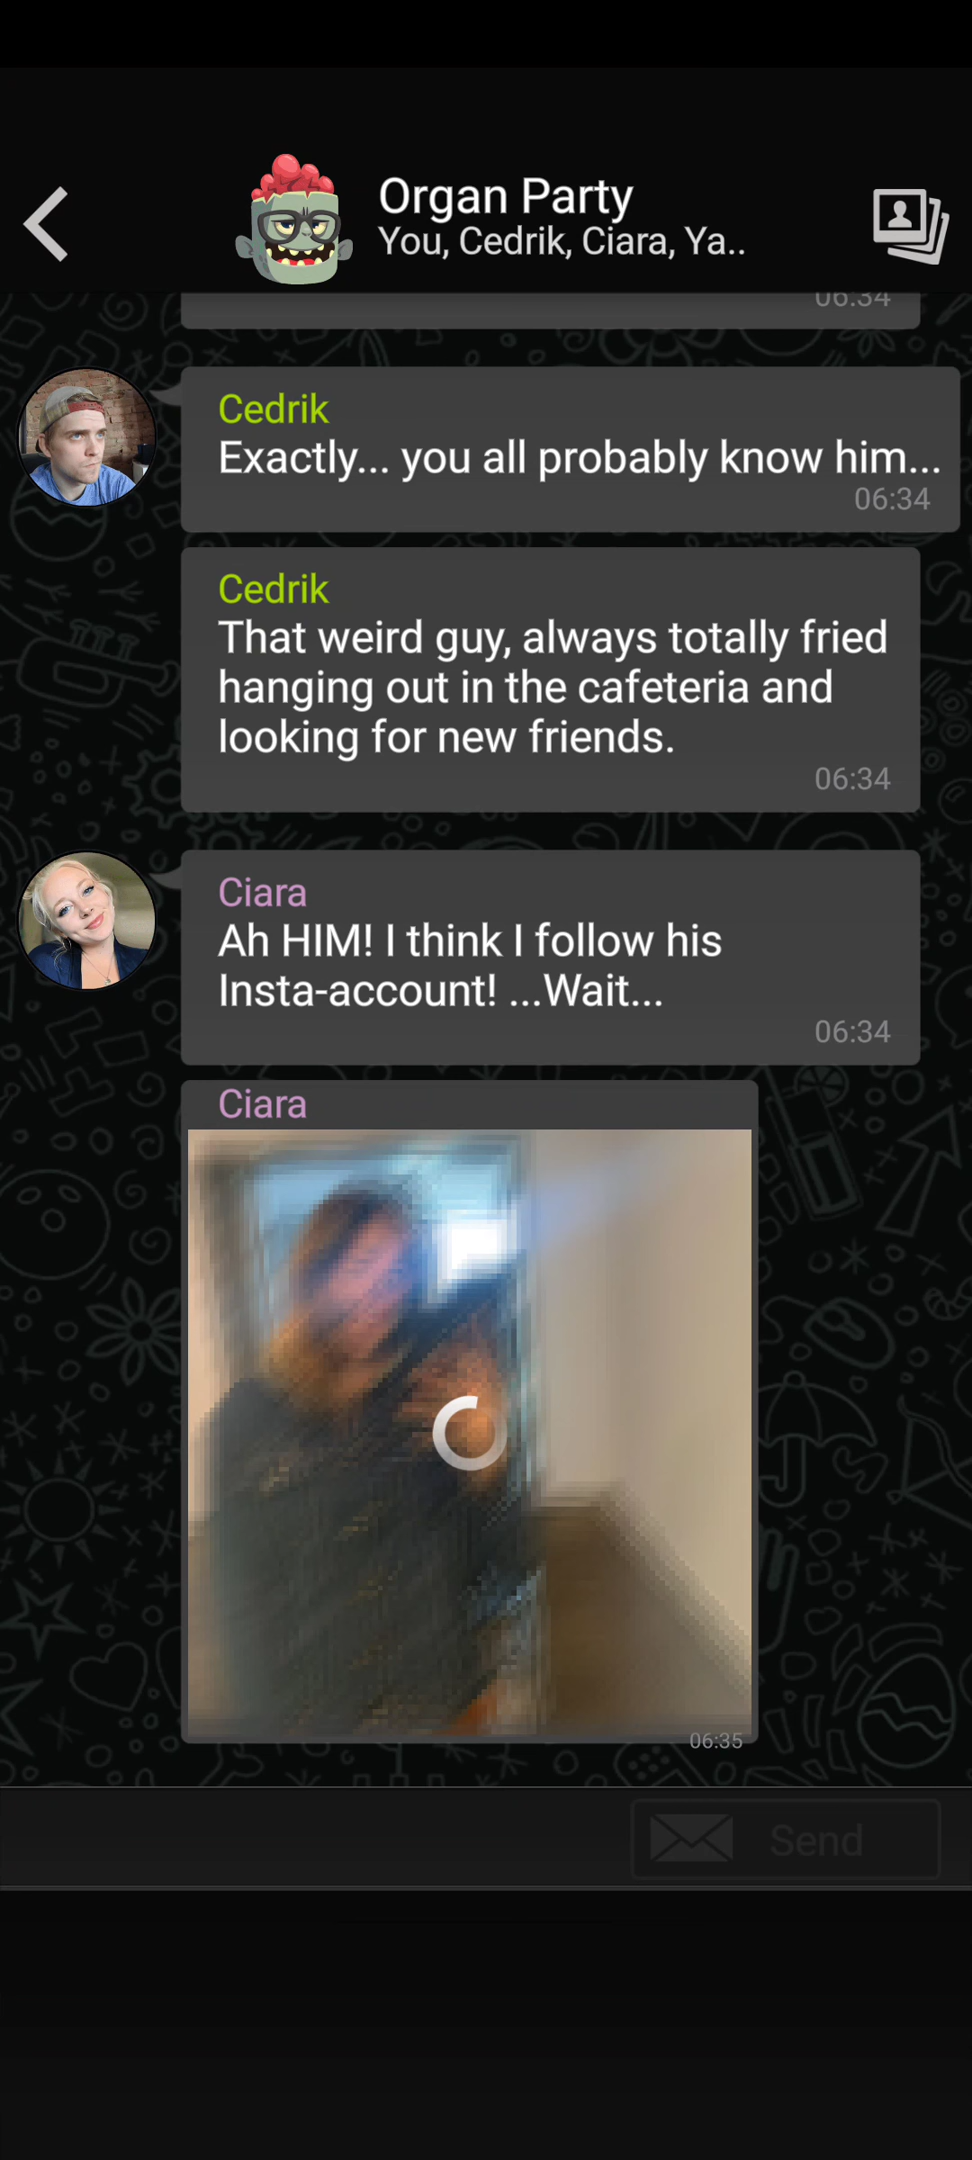 Organ Party
You, Cedrik, Ciara, Ya..
06:34
Cedrik
Exactly... you all probably know him...
06:34
Cedrik
That weird guy, always totally fried
hanging out in the cafeteria and
looking for new friends.
06:34
Ciara
Ah HIM! I think I follow his
Insta-account! ...Wait...
06:34
Ciara
06:35
Send